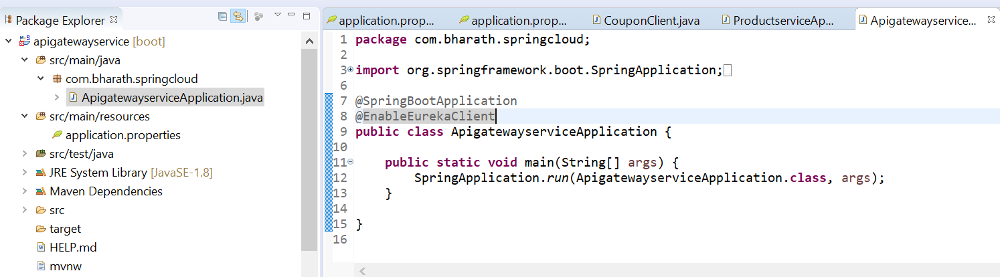 Package Explorer
apigatewayservice [boot]
src/main/java
com.bharath.springcloud
ApigatewayserviceApplication.java
src/main/resources
application.properties
src/test/java
JRE System Library [JavaSE-1.8]
Maven Dependencies
src
target
HELP.md
mvnw
application.prop... application.prop... CouponClient.java ProductserviceAp... Apigatewayservice...
1 package com.bharath.springcloud;
2
3 import org.springframework.boot.SpringApplication;
6
7 @SpringBootApplication
8 @EnableEurekaClient
9 public class ApigatewayserviceApplication {
10
11 public static void main(String[] args) {
12 SpringApplication.run(ApigatewayserviceApplication.class, args);
13 }
14
15 }
16